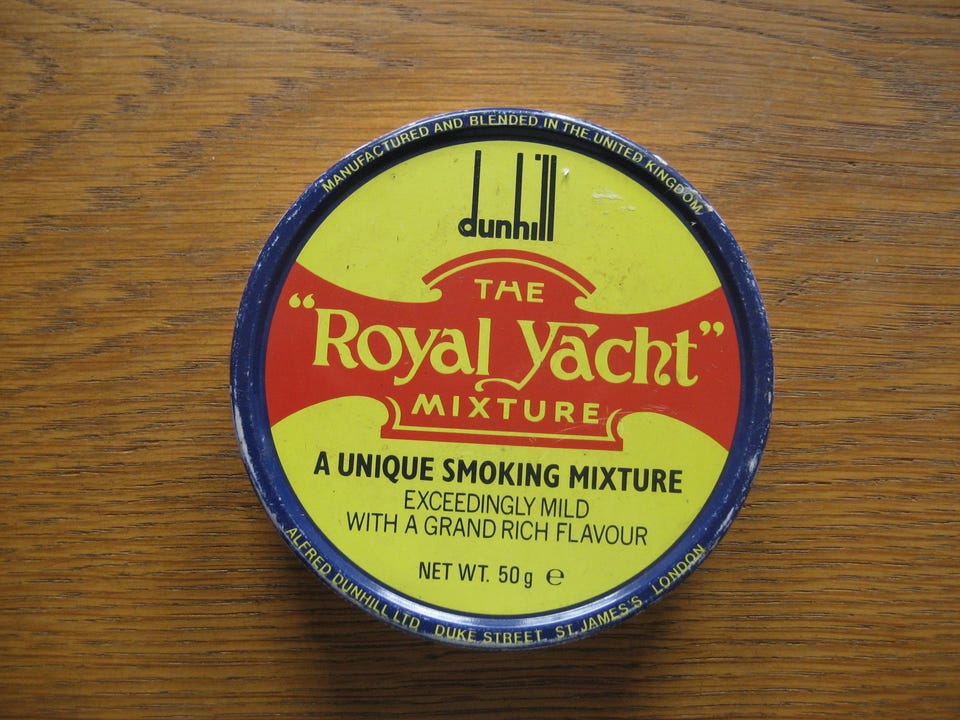 MANUFACTURED AND BLENDED IN THE UNITED KINGDOM.
dunhill
THE
“Royal Yacht”
MIXTURE
A UNIQUE SMOKING MIXTURE
EXCEEDINGLY MILD
WITH A GRAND RICH FLAVOUR
NET WT. 50g ℮
ALFRED DUNHILL LTD. DUKE STREET. ST. JAMES'S. LONDON